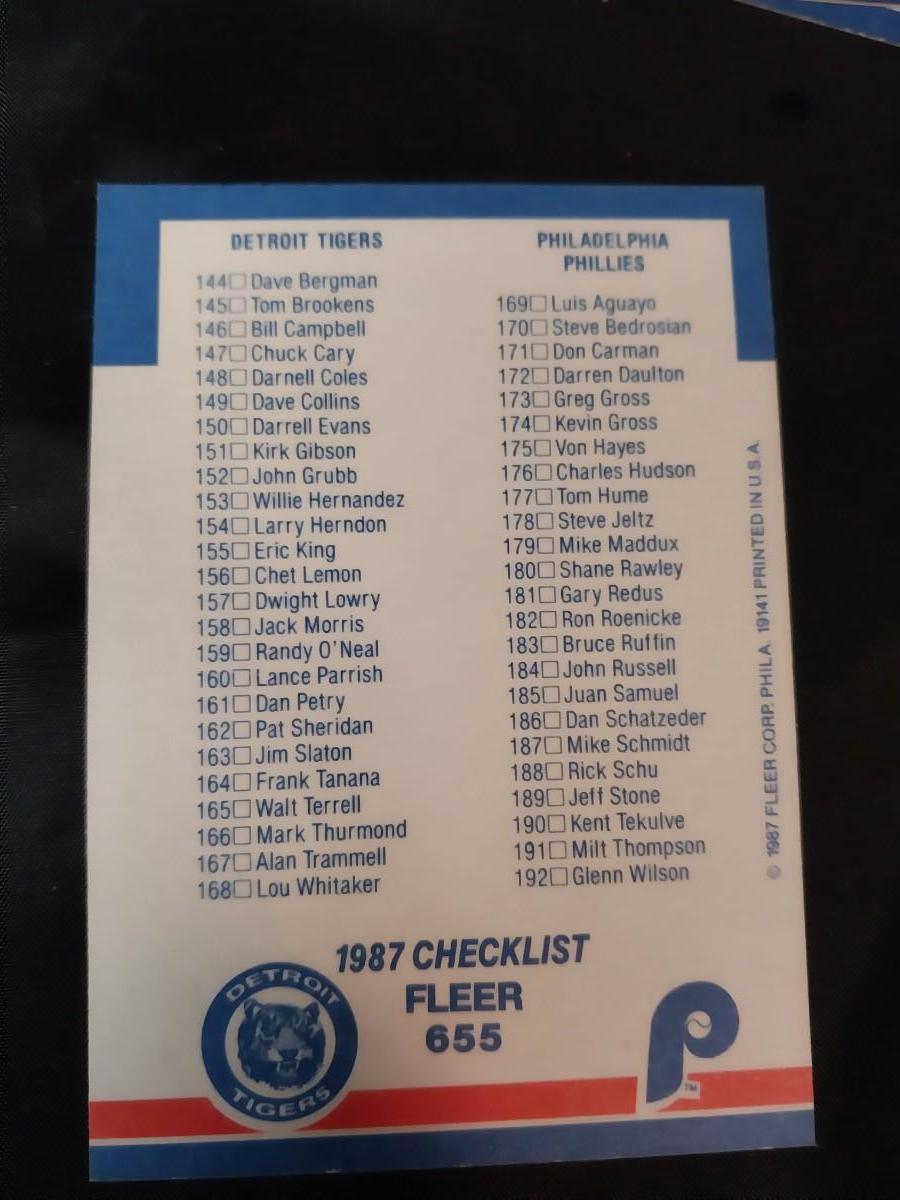 DETROIT TIGERS
144□ Dave Bergman
145□ Tom Brookens
146□ Bill Campbell
147□ Chuck Cary
148□ Darnell Coles
149□ Dave Collins
150□ Darrell Evans
151□ Kirk Gibson
152□ John Grubb
153□ Willie Hernandez
154□ Larry Herndon
155□ Eric King
156□ Chet Lemon
157□ Dwight Lowry
158□ Jack Morris
159□ Randy O'Neal
160□ Lance Parrish
161□ Dan Petry
162□ Pat Sheridan
163□ Jim Slaton
164□ Frank Tanana
165□ Walt Terrell
166□ Mark Thurmond
167□ Alan Trammell
168□ Lou Whitaker
PHILADELPHIA
PHILLIES
169□ Luis Aguayo
170□ Steve Bedrosian
171□ Don Carman
172□ Darren Daulton
173□ Greg Gross
174□ Kevin Gross
175□ Von Hayes
176□ Charles Hudson
177□ Tom Hume
178□ Steve Jeltz
179□ Mike Maddux
180□ Shane Rawley
181□ Gary Redus
182□ Ron Roenicke
183□ Bruce Ruffin
184□ John Russell
185□ Juan Samuel
186□ Dan Schatzeder
187□ Mike Schmidt
188□ Rick Schu
189□ Jeff Stone
190□ Kent Tekulve
191□ Milt Thompson
192□ Glenn Wilson
© 1987 FLEER CORP. PHILA. 19141 PRINTED IN U.S.A.
1987 CHECKLIST
FLEER
655
DETROIT
TIGERS
P
TM